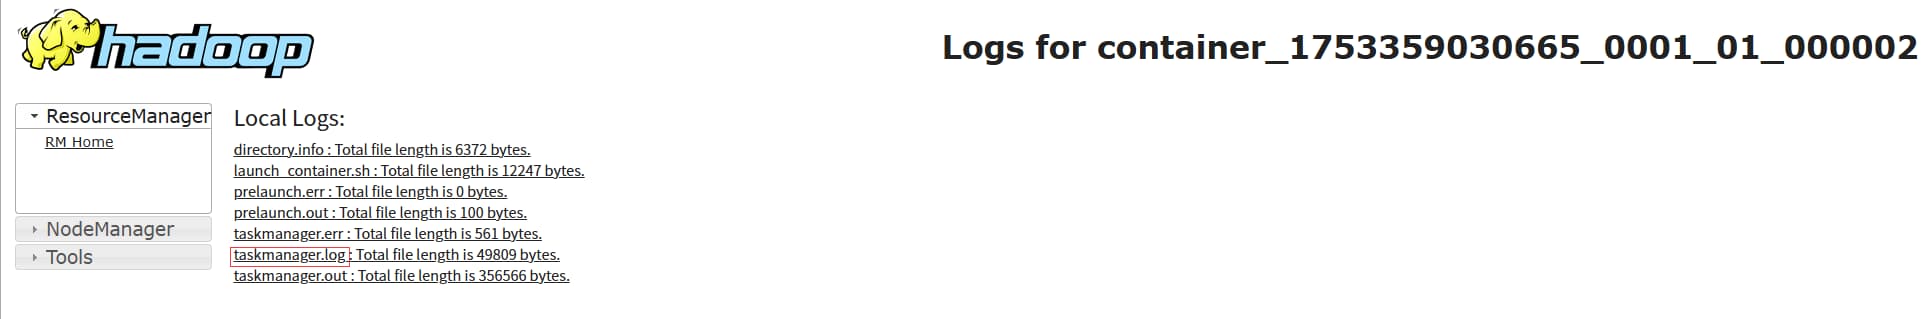 hadoop
Logs for container_1753359030665_0001_01_000002
ResourceManager
RM Home
NodeManager
Tools
Local Logs:
directory.info : Total file length is 6372 bytes.
launch_container.sh : Total file length is 12247 bytes.
prelaunch.err : Total file length is 0 bytes.
prelaunch.out : Total file length is 100 bytes.
taskmanager.err : Total file length is 561 bytes.
taskmanager.log : Total file length is 49809 bytes.
taskmanager.out : Total file length is 356566 bytes.